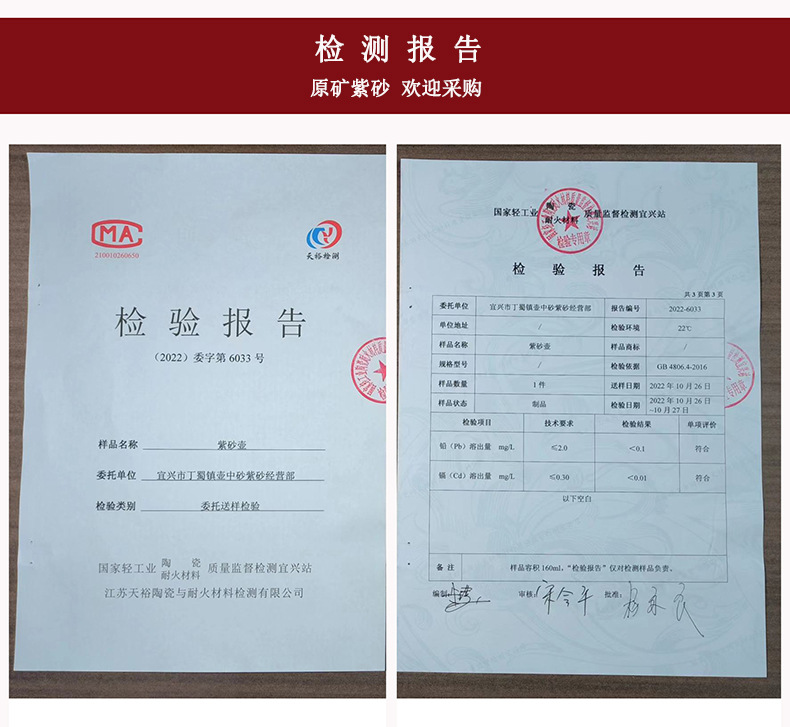 检测报告
原矿紫砂 欢迎采购
MA
210010260650
天裕检测
检验报告
（2022）委字第 6033 号
样品名称 紫砂壶
委托单位 宜兴市丁蜀镇壶中砂紫砂经营部
检验类别 委托送样检验
国家轻工业 陶瓷 耐火材料 质量监督检测宜兴站
江苏天裕陶瓷与耐火材料检测有限公司
国家轻工业 陶瓷 耐火材料 质量监督检测宜兴站
检验专用章
检验报告
共 3 页第 3 页
委托单位 宜兴市丁蜀镇壶中砂紫砂经营部 报告编号 2022-6033
单位地址 / 检验环境 22℃
样品名称 紫砂壶 样品商标 /
规格型号 / 检验依据 GB 4806.4-2016
样品数量 1 件 送样日期 2022 年 10 月 26 日
样品状态 制品 检验日期 2022 年 10 月 26 日
~10 月 27 日
检验项目 技术要求 检验结果 单项评价
铅（Pb）溶出量 mg/L ≤2.0 <0.1 符合
镉（Cd）溶出量 mg/L ≤0.30 <0.01 符合
以下空白
备注 样品容积 160ml，“检验报告”仅对检测样品负责。
编制： 审核： 批准：